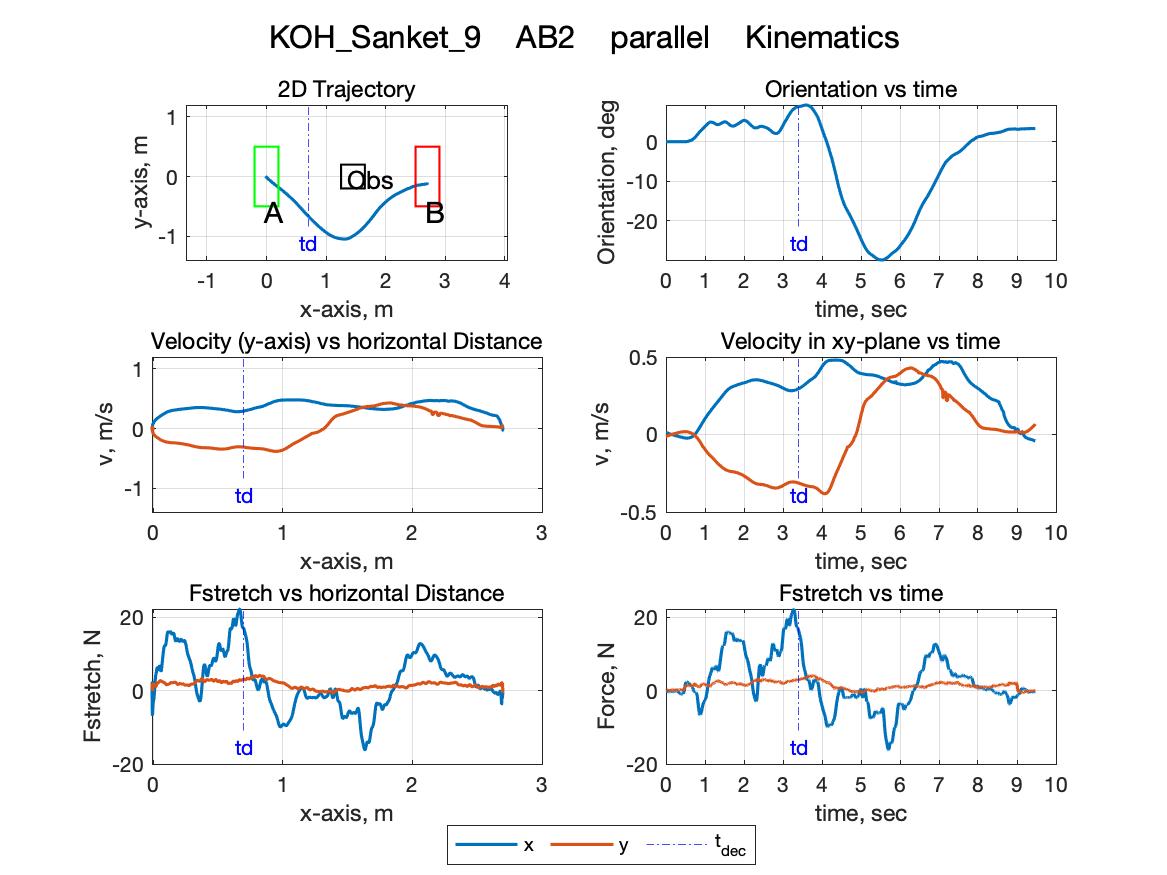 KOH_Sanket_9 AB2 parallel Kinematics
2D Trajectory
y-axis, m
1
0
-1
A
td
Obs
B
-1 0 1 2 3 4
x-axis, m
Orientation vs time
Orientation, deg
0
-10
-20
td
0 1 2 3 4 5 6 7 8 9 10
time, sec
Velocity (y-axis) vs horizontal Distance
v, m/s
1
0
-1
td
0 1 2 3
x-axis, m
Velocity in xy-plane vs time
v, m/s
0.5
0
-0.5
td
0 1 2 3 4 5 6 7 8 9 10
time, sec
Fstretch vs horizontal Distance
Fstretch, N
20
0
-20
td
0 1 2 3
x-axis, m
Fstretch vs time
Force, N
20
0
-20
td
0 1 2 3 4 5 6 7 8 9 10
time, sec
x y tdec